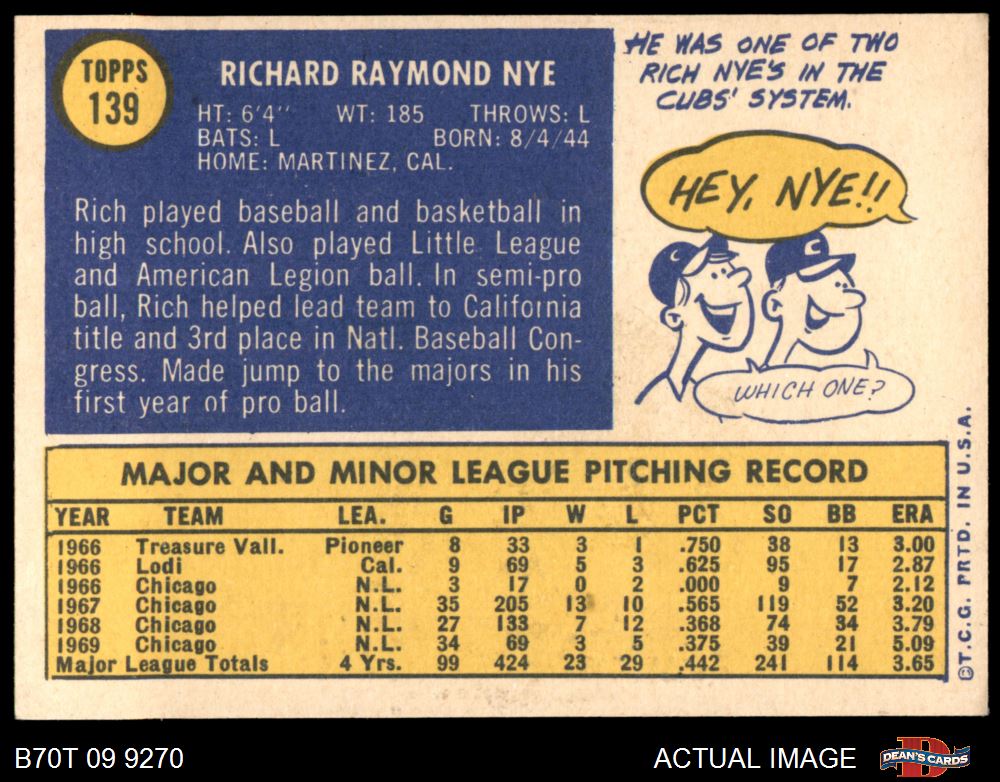 TOPPS
139
RICHARD RAYMOND NYE
HT: 6'4" WT: 185 THROWS: L
BATS: L BORN: 8/4/44
HOME: MARTINEZ, CAL.
Rich played baseball and basketball in
high school. Also played Little League
and American Legion ball. In semi-pro
ball, Rich helped lead team to California
title and 3rd place in Natl. Baseball Con-
gress. Made jump to the majors in his
first year of pro ball.
HE WAS ONE OF TWO
RICH NYE'S IN THE
CUBS' SYSTEM.
HEY, NYE!!
C
C
WHICH ONE?
MAJOR AND MINOR LEAGUE PITCHING RECORD
YEAR TEAM LEA. G IP W L PCT SO BB ERA
1966 Treasure Vall. Pioneer 8 33 3 1 .750 38 13 3.00
1966 Lodi Cal. 9 69 5 3 .625 95 17 2.87
1966 Chicago N.L. 3 17 0 2 .000 9 7 2.12
1967 Chicago N.L. 35 205 13 10 .565 119 52 3.20
1968 Chicago N.L. 27 133 7 12 .368 74 34 3.79
1969 Chicago N.L. 34 69 3 5 .375 39 21 5.09
Major League Totals 4 Yrs. 99 424 23 29 .442 241 114 3.65
©T.C.G. PRTD. IN U.S.A.
B70T 09 9270
ACTUAL IMAGE
D
DEAN'S CARDS